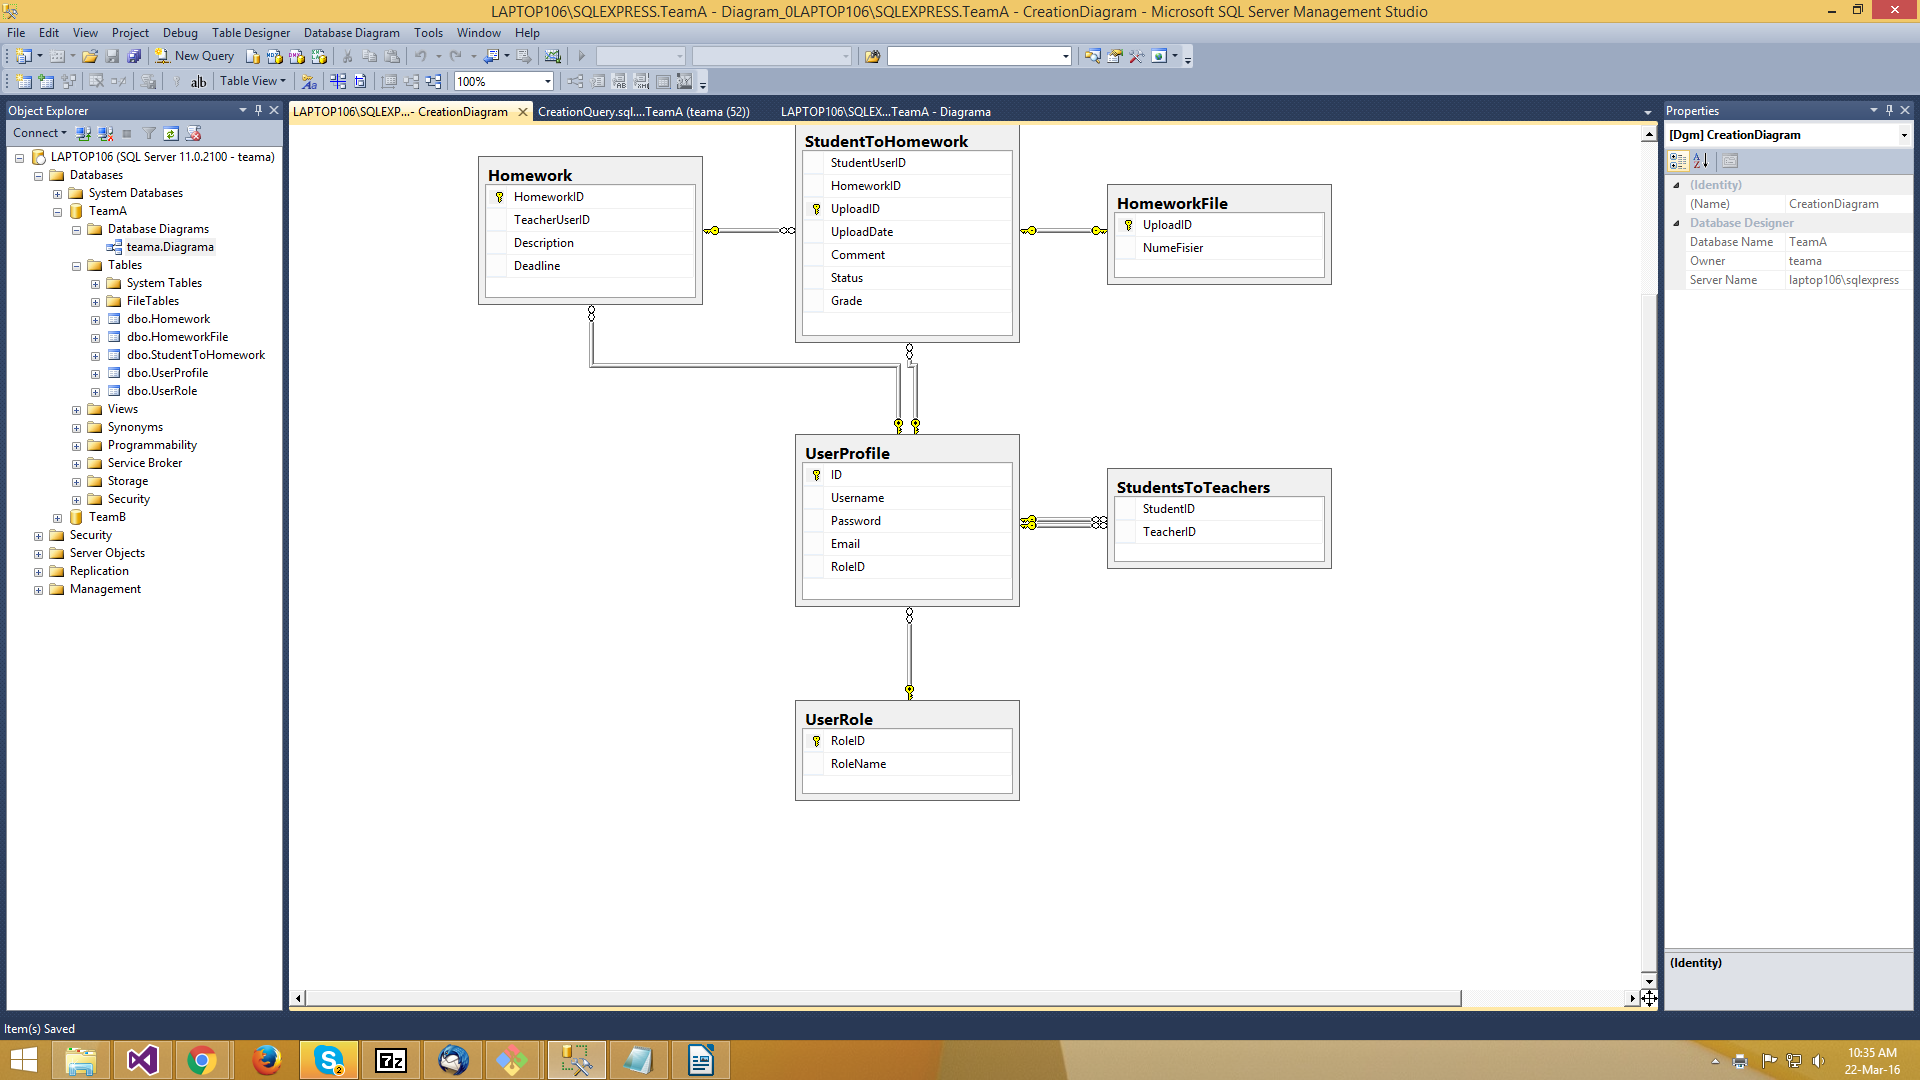 LAPTOP106\SQLEXPRESS.TeamA - Diagram_0LAPTOP106\SQLEXPRESS.TeamA - CreationDiagram - Microsoft SQL Server Management Studio
File Edit View Project Debug Table Designer Database Diagram Tools Window Help
New Query
Table View
100%
Object Explorer
Connect
LAPTOP106 (SQL Server 11.0.2100 - teama)
Databases
System Databases
TeamA
Database Diagrams
teama.Diagrama
Tables
System Tables
FileTables
dbo.Homework
dbo.HomeworkFile
dbo.StudentToHomework
dbo.UserProfile
dbo.UserRole
Views
Synonyms
Programmability
Service Broker
Storage
Security
TeamB
Security
Server Objects
Replication
Management
LAPTOP106\SQLEXP...- CreationDiagram
CreationQuery.sql....TeamA (teama (52))
LAPTOP106\SQLEX...TeamA - Diagrama
Homework
HomeworkID
TeacherUserID
Description
Deadline
StudentToHomework
StudentUserID
HomeworkID
UploadID
UploadDate
Comment
Status
Grade
HomeworkFile
UploadID
NumeFisier
UserProfile
ID
Username
Password
Email
RoleID
StudentsToTeachers
StudentID
TeacherID
UserRole
RoleID
RoleName
Properties
[Dgm] CreationDiagram
(Identity)
(Name) CreationDiagram
Database Designer
Database Name TeamA
Owner teama
Server Name laptop106\sqlexpress
(Identity)
Item(s) Saved
10:35 AM
22-Mar-16